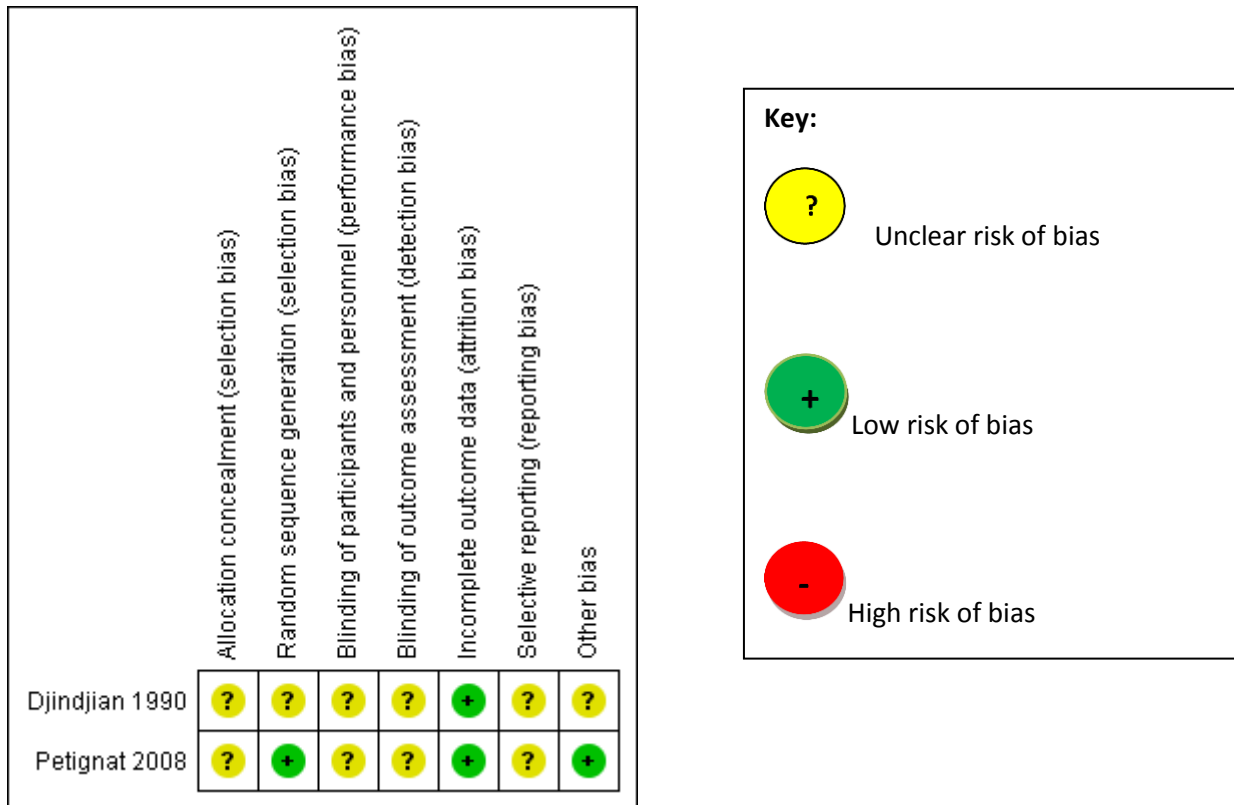 Allocation concealment (selection bias)
Random sequence generation (selection bias)
Blinding of participants and personnel (performance bias)
Blinding of outcome assessment (detection bias)
Incomplete outcome data (attrition bias)
Selective reporting (reporting bias)
Other bias
Djindjian 1990 ? ? ? ? + ? ?
Petignat 2008 ? + ? ? + ? +
Key:
?
Unclear risk of bias
+
Low risk of bias
-
High risk of bias